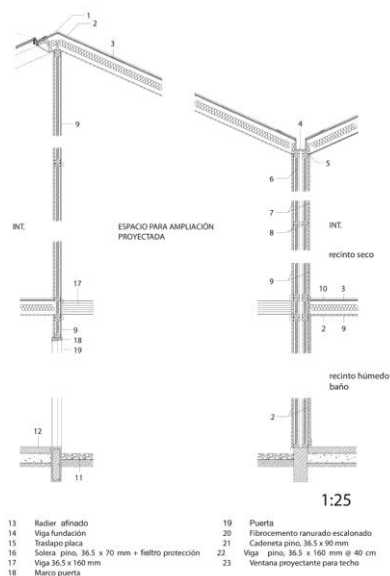 1
2
3
9
4
5
6
7
8
INT.
ESPACIO PARA AMPLIACIÓN
PROYECTADA
INT.
recinto seco
17
9
10
3
9
18
19
2
9
recinto húmedo
baño
12
2
11
1:25
13 Radier afinado
14 Viga fundación
15 Traslapo placa
16 Solera pino, 36.5 x 70 mm + fieltro protección
17 Viga 36.5 x 160 mm
18 Marco puerta
19 Puerta
20 Fibrocemento ranurado escalonado
21 Cadeneta pino, 36.5 x 90 mm
22 Viga pino, 36.5 x 160 mm @ 40 cm
23 Ventana proyectante para techo